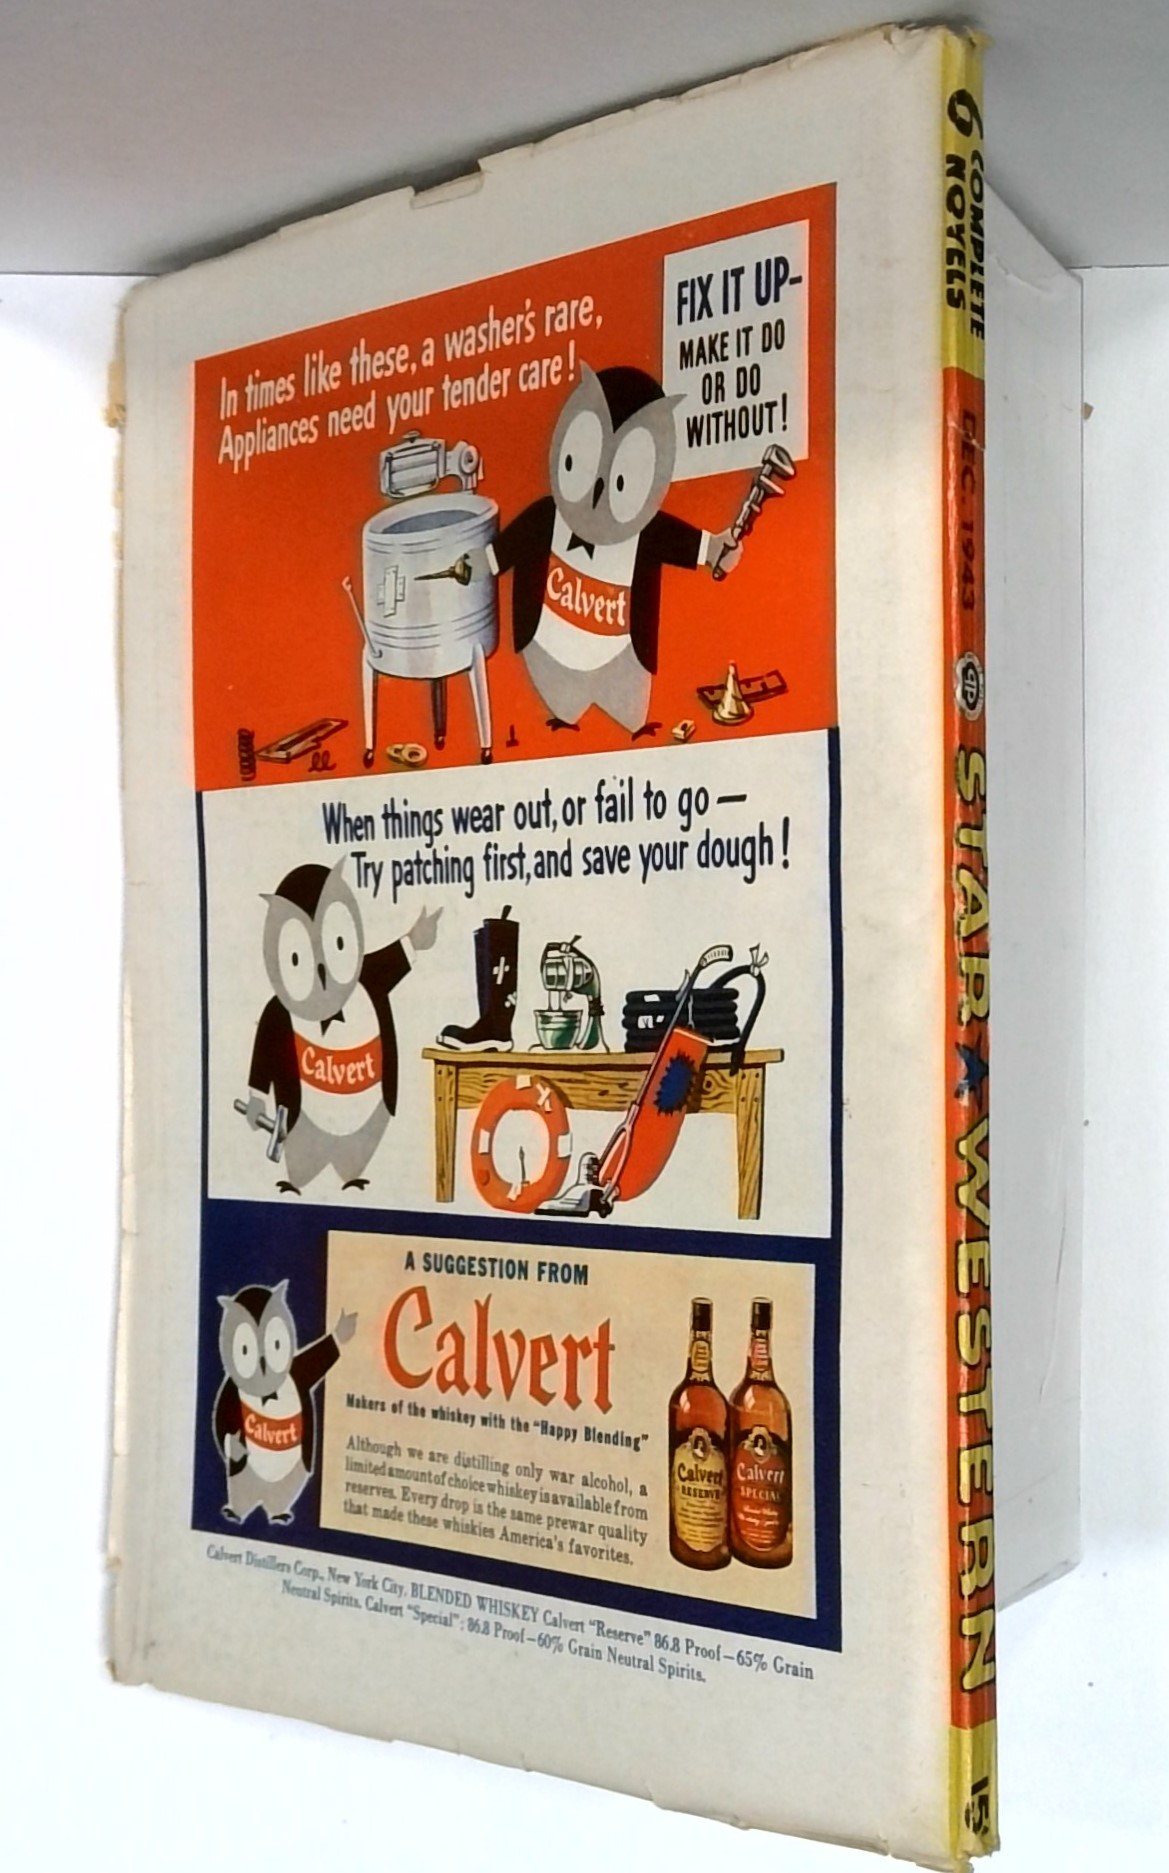 In times like these, a washer's rare,
Appliances need your tender care!
FIX IT UP-
MAKE IT DO
OR DO
WITHOUT!
Calvert
When things wear out, or fail to go —
Try patching first, and save your dough!
Calvert
A SUGGESTION FROM
Calvert
Makers of the whiskey with the "Happy Blending"
Although we are distilling only war alcohol, a
limited amount of choice whiskey is available from
reserves. Every drop is the same prewar quality
that made these whiskies America's favorites.
Calvert
Calvert
RESERVE
Calvert
SPECIAL
Calvert Distillers Corp., New York City. BLENDED WHISKEY Calvert "Reserve" 86.8 Proof—65% Grain
Neutral Spirits. Calvert "Special": 86.8 Proof—60% Grain Neutral Spirits.
6 COMPLETE
NOVELS
DEC. 1943
STAR WESTERN
15¢